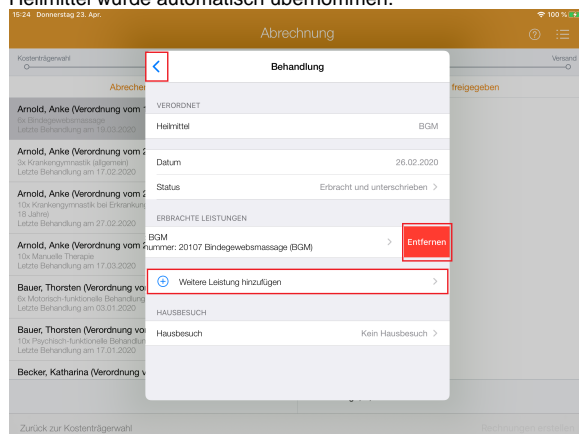 Heilmittel wurde automatisch übernommen.
15:24 Donnerstag 23. Apr.
100 %
Abrechnung
Kostenträgerwahl
Versand
Behandlung
freigegeben
Arnold, Anke (Verordnung vom
6x Bindegewebsmassage
Letzte Behandlung am 19.03.2020
VERORDNET
Heilmittel BGM
Arnold, Anke (Verordnung vom 2
3x Krankengymnastik (allgemein)
Letzte Behandlung am 17.02.2020
Datum 26.02.2020
Status Erbracht und unterschrieben
Arnold, Anke (Verordnung vom 2
10x Krankengymnastik bei
18 Jahre)
Letzte Behandlung am 27.02.2020
ERBRACHTE LEISTUNGEN
BGM
nummer: 20107 Bindegewebsmassage (BGM)
Entfernen
Arnold, Anke (Verordnung vom 2
10x Manuelle Therapie
Letzte Behandlung am 17.03.2020
Weitere Leistung hinzufügen
Bauer, Thorsten (Verordnung vo
6x Motorisch-funktionelle Behandlung
Letzte Behandlung am 03.01.2020
HAUSBESUCH
Hausbesuch Kein Hausbesuch
Bauer, Thorsten (Verordnung vo
10x Psychisch-funktionelle
Letzte Behandlung am 17.01.2020
Becker, Katharina (Verordnung v
Zurück zur Kostenträgerwahl
Rechnungen erstellen